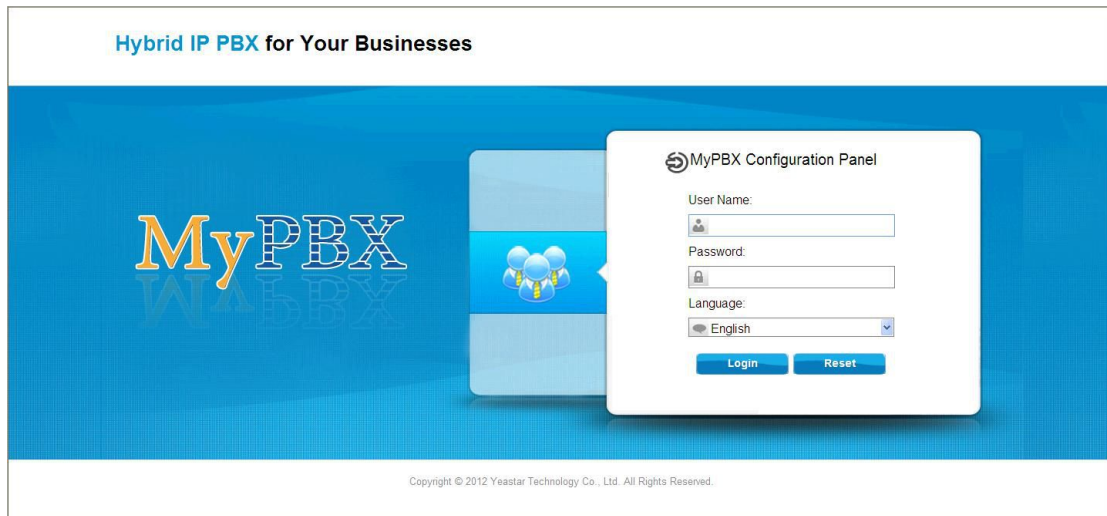 Hybrid IP PBX for Your Businesses
MyPBX
MyPBX Configuration Panel
User Name:
Password:
Language:
English
Login Reset
Copyright © 2012 Yeastar Technology Co., Ltd. All Rights Reserved.